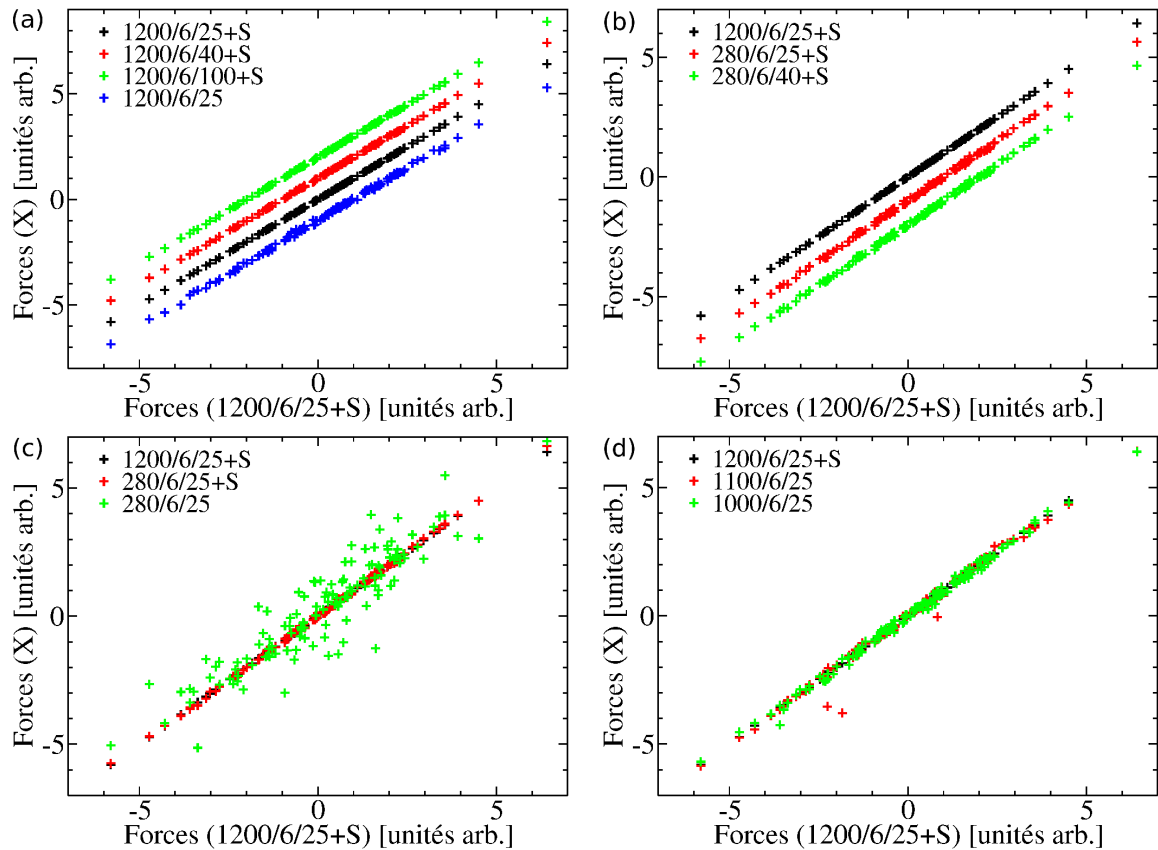 (a)
1200/6/25+S
1200/6/40+S
1200/6/100+S
1200/6/25
5
0
-5
Forces (X) [unités arb.]
-5 0 5
Forces (1200/6/25+S) [unités arb.]
(b)
1200/6/25+S
280/6/25+S
280/6/40+S
5
0
-5
Forces (X) [unités arb.]
-5 0 5
Forces (1200/6/25+S) [unités arb.]
(c)
1200/6/25+S
280/6/25+S
280/6/25
5
0
-5
Forces (X) [unités arb.]
-5 0 5
Forces (1200/6/25+S) [unités arb.]
(d)
1200/6/25+S
1100/6/25
1000/6/25
5
0
-5
Forces (X) [unités arb.]
-5 0 5
Forces (1200/6/25+S) [unités arb.]